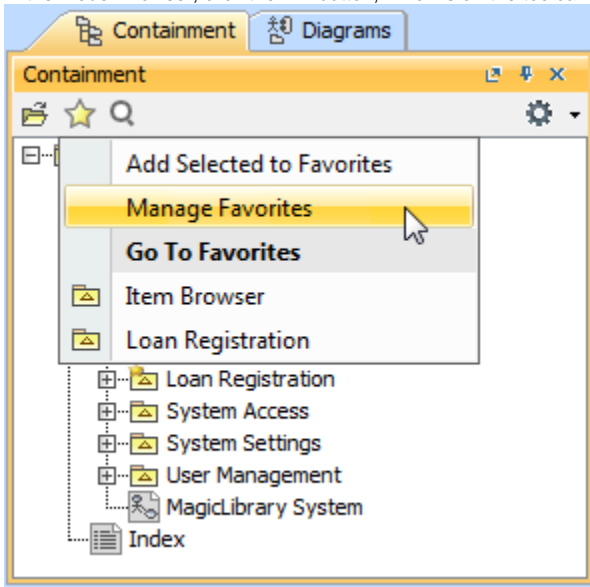 Containment
Diagrams
Containment
Add Selected to Favorites
Manage Favorites
Go To Favorites
Item Browser
Loan Registration
Loan Registration
System Access
System Settings
User Management
MagicLibrary System
Index